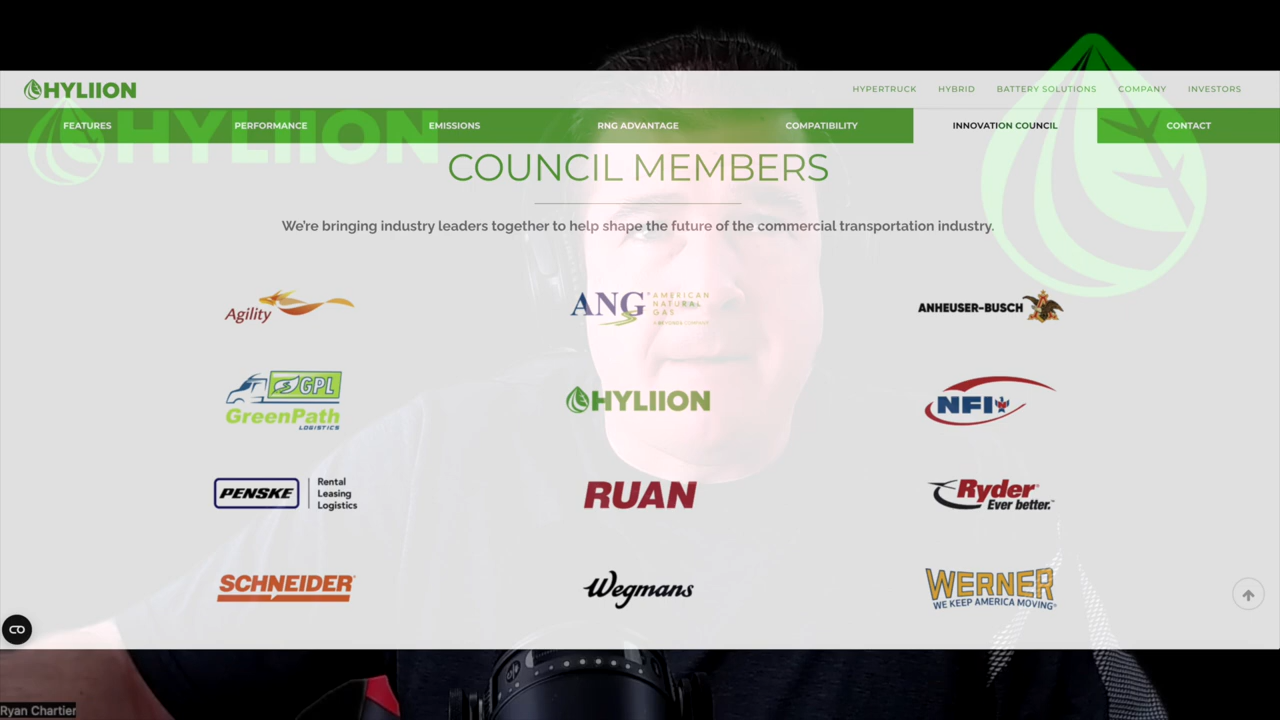 HYLIION
HYPERTRUCK HYBRID BATTERY SOLUTIONS COMPANY INVESTORS
HYLIION
FEATURES PERFORMANCE EMISSIONS RNG ADVANTAGE COMPATIBILITY INNOVATION COUNCIL CONTACT
COUNCIL MEMBERS
We're bringing industry leaders together to help shape the future of the commercial transportation industry.
Agility
ANG AMERICAN
NATURAL
GAS
ANHEUSER-BUSCH
GPL
GreenPath
LOGISTICS
HYLIION
NFI
PENSKE
Rental
Leasing
Logistics
RUAN
Ryder
Ever better.™
SCHNEIDER
Wegmans
WERNER
WE KEEP AMERICA MOVING®
CO
Ryan Chartier